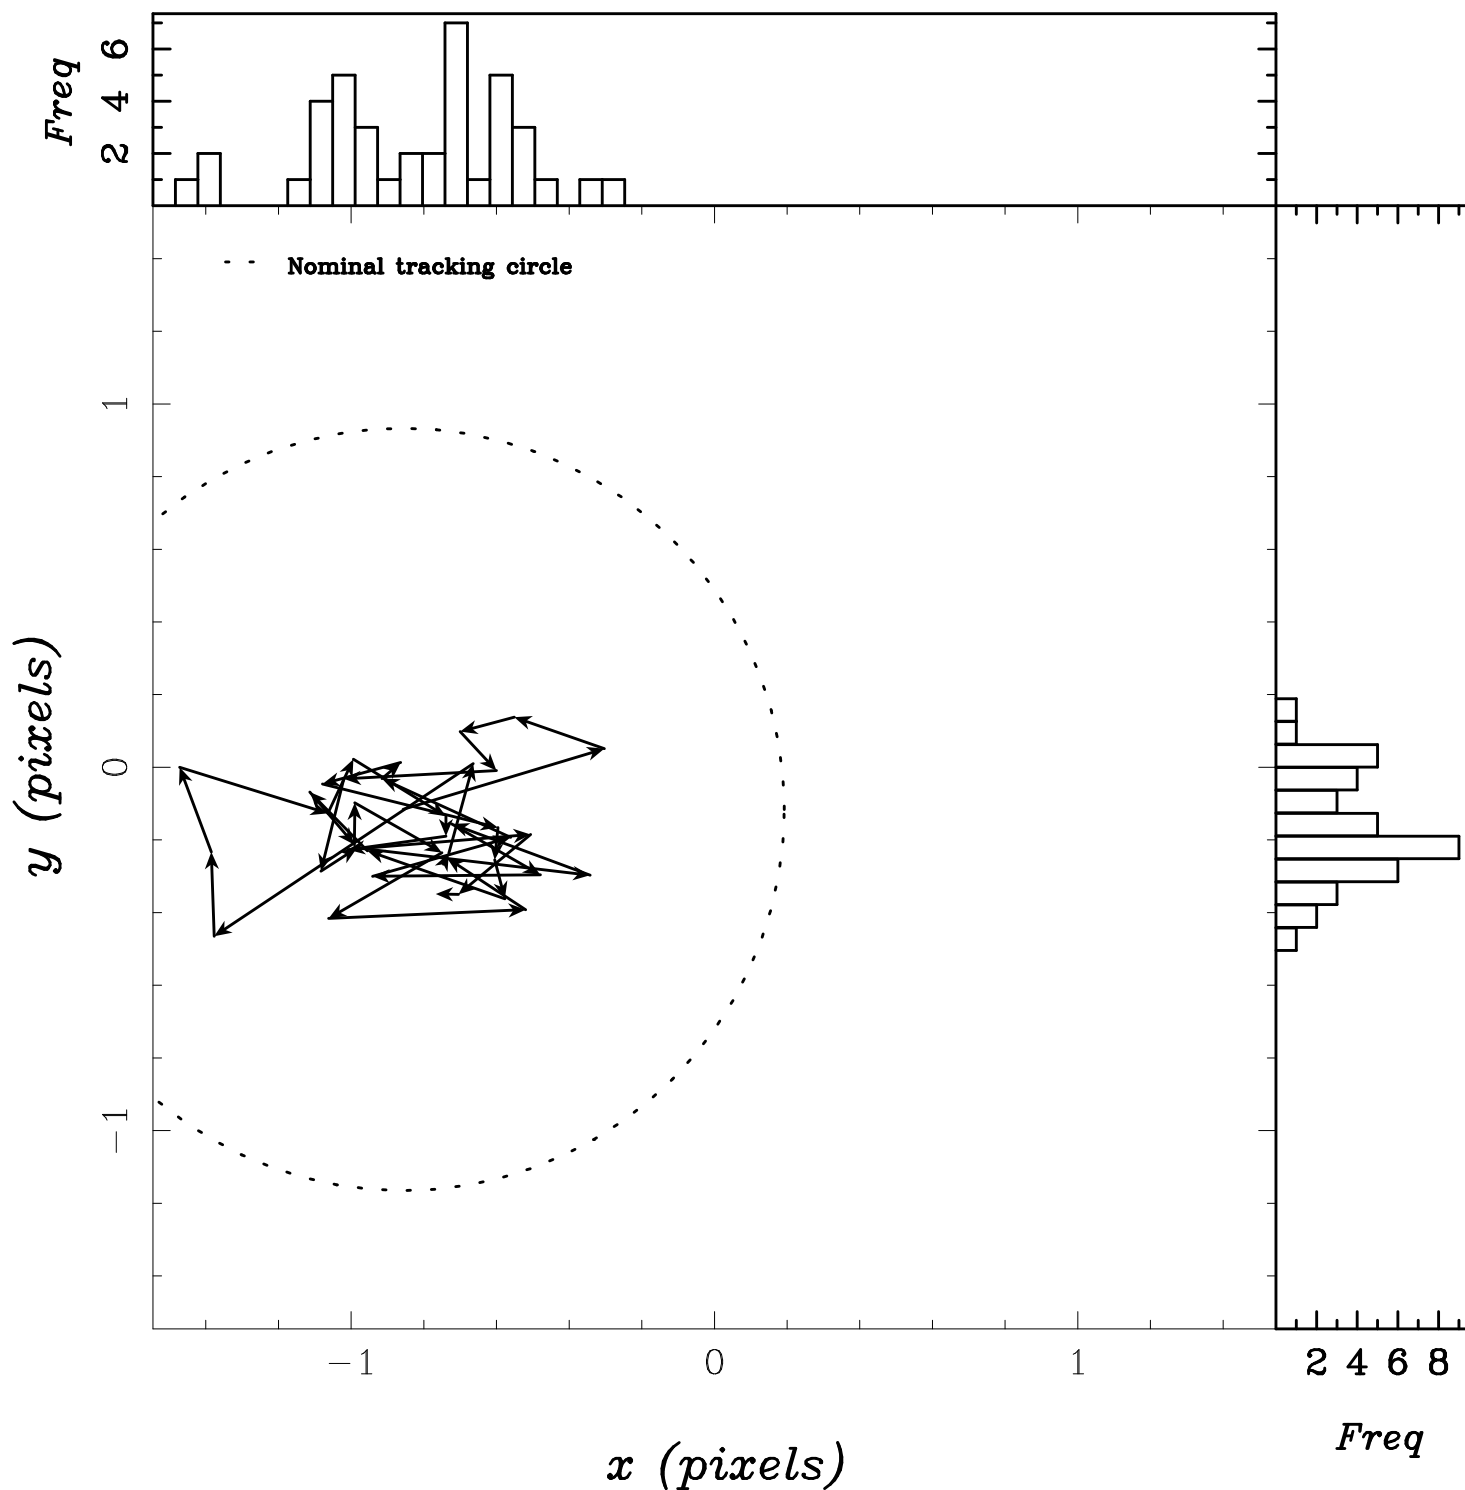 Freq
6
4
2
Nominal tracking circle
1
0
−1
y (pixels)
−1 0 1
2 4 6 8
Freq
x (pixels)